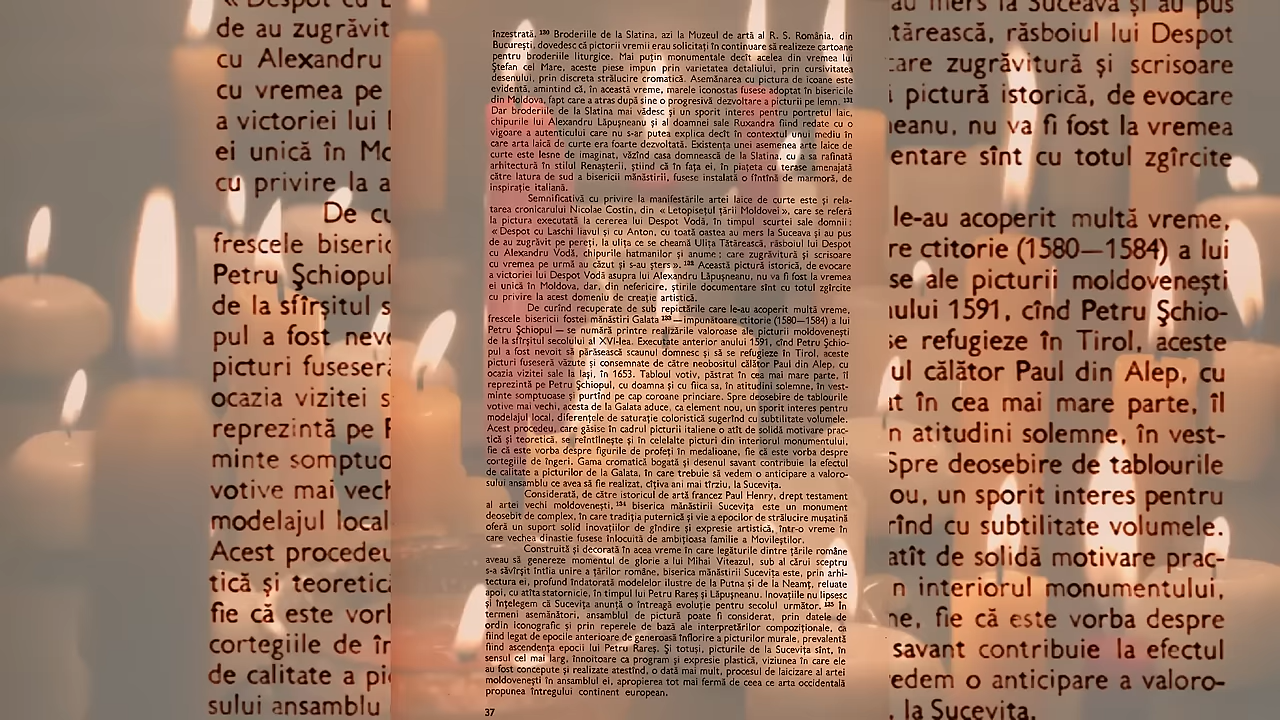 înzestrată. 130 Broderiile de la Slatina, azi la Muzeul de artă al R. S. România, din
București, dovedesc că pictorii vremii erau solicitați în continuare să realizeze cartoane
pentru broderiile liturgice. Mai puțin monumentale decît acelea din vremea lui
Ștefan cel Mare, aceste piese impun prin varietatea detaliului, prin cursivitatea
desenului, prin discreta strălucire cromatică. Asemănarea cu pictura de icoane este
evidentă, amintind că, în această vreme, marele iconostas fusese adoptat în bisericile
din Moldova, fapt care a atras după sine o progresivă dezvoltare a picturii pe lemn. 131
Dar broderiile de la Slatina mai vădesc și un sporit interes pentru portretul laic,
chipurile lui Alexandru Lăpușneanu și al doamnei sale Ruxandra fiind redate cu o
vigoare a autenticului care nu s-ar putea explica decît în contextul unui mediu în
care arta laică de curte era foarte dezvoltată. Existența unei asemenea arte laice de
curte este lesne de imaginat, văzînd casa domnească de la Slatina, cu a sa rafinată
arhitectură în stilul Renașterii, știind că în fața ei, în piațeta cu terase amenajată
către latura de sud a bisericii mănăstirii, fusese instalată o fîntînă de marmoră, de
inspirație italiană.
Semnificativă cu privire la manifestările artei laice de curte este și rela-
tarea cronicarului Nicolae Costin, din « Letopisețul țării Moldovei », care se referă
la pictura executată la cererea lui Despot Vodă, în timpul scurtei sale domnii :
« Despot cu Laschi Iiavul și cu Anton, cu toată oastea au mers la Suceava și au pus
de au zugrăvit pe pereți, la ulița ce se cheamă Ulița Tătărească, răsboiul lui Despot
cu Alexandru Vodă, chipurile hatmanilor și anume : care zugrăvitură și scrisoare
cu vremea pe urmă au căzut și s-au șters ». 132 Această pictură istorică, de evocare
a victoriei lui Despot Vodă asupra lui Alexandru Lăpușneanu, nu va fi fost la vremea
ei unică în Moldova, dar, din nefericire, știrile documentare sînt cu totul zgîrcite
cu privire la acest domeniu de creație artistică.
De curînd recuperate de sub repictările care le-au acoperit multă vreme,
frescele bisericii fostei mănăstiri Galata 133 — impunătoare ctitorie (1580—1584) a lui
Petru Șchiopul — se numără printre realizările valoroase ale picturii moldovenești
de la sfîrșitul secolului al XVI-lea. Executate anterior anului 1591, cînd Petru Șchio-
pul a fost nevoit să părăsească scaunul domnesc și să se refugieze în Tirol, aceste
picturi fuseseră văzute și consemnate de către neobositul călător Paul din Alep, cu
ocazia vizitei sale la Iași, în 1653. Tabloul votiv, păstrat în cea mai mare parte, îl
reprezintă pe Petru Șchiopul, cu doamna și cu fiica sa, în atitudini solemne, în vest-
minte somptuoase și purtînd pe cap coroane princiare. Spre deosebire de tablourile
votive mai vechi, acesta de la Galata aduce, ca element nou, un sporit interes pentru
modelajul local, diferențele de saturație coloristică sugerînd cu subtilitate volumele.
Acest procedeu, care găsise în cadrul picturii italiene o atît de solidă motivare prac-
tică și teoretică, se reîntîlnește și în celelalte picturi din interiorul monumentului,
fie că este vorba despre figurile de profeți în medalioane, fie că este vorba despre
cortegiile de îngeri. Gama cromatică bogată și desenul savant contribuie la efectul
de calitate a picturilor de la Galata, în care trebuie să vedem o anticipare a valoro-
sului ansamblu ce avea să fie realizat, cîțiva ani mai tîrziu, la Sucevița.
Considerată, de către istoricul de artă francez Paul Henry, drept testament
al artei vechi moldovenești, 134 biserica mănăstirii Sucevița este un monument
deosebit de complex, în care tradiția puternică și vie a epocilor de strălucire mușatină
oferă un suport solid inovațiilor de gîndire și expresie artistică, într-o vreme în
care vechea dinastie fusese înlocuită de ambițioasa familie a Movileștilor.
Construită și decorată în acea vreme în care legăturile dintre țările române
aveau să genereze momentul de glorie a lui Mihai Viteazul, sub al cărui sceptru
s-a săvîrșit întîia unire a țărilor române, biserica mănăstirii Sucevița este, prin arhi-
tectura ei, profund îndatorată modelelor ilustre de la Putna și de la Neamț, reluate
apoi, cu atîta statornicie, în timpul lui Petru Rareș și Lăpușneanu. Inovațiile nu lipsesc
și înțelegem că Sucevița anunță o întreagă evoluție pentru secolul următor. 135 În
termeni asemănători, ansamblul de pictură poate fi considerat, prin datele de
ordin iconografic și prin reperele de bază ale interpretărilor compoziționale, ca
fiind legat de epocile anterioare de generoasă înflorire a picturilor murale, prevalentă
fiind ascendența epocii lui Petru Rareș. Și totuși, picturile de la Sucevița sînt, în
sensul cel mai larg, înnoitoare ca program și expresie plastică, viziunea în care ele
au fost concepute și realizate atestînd, o dată mai mult, procesul de laicizare al artei
moldovenești în ansamblul ei, apropierea tot mai fermă de ceea ce arta occidentală
propunea întregului continent european.
37